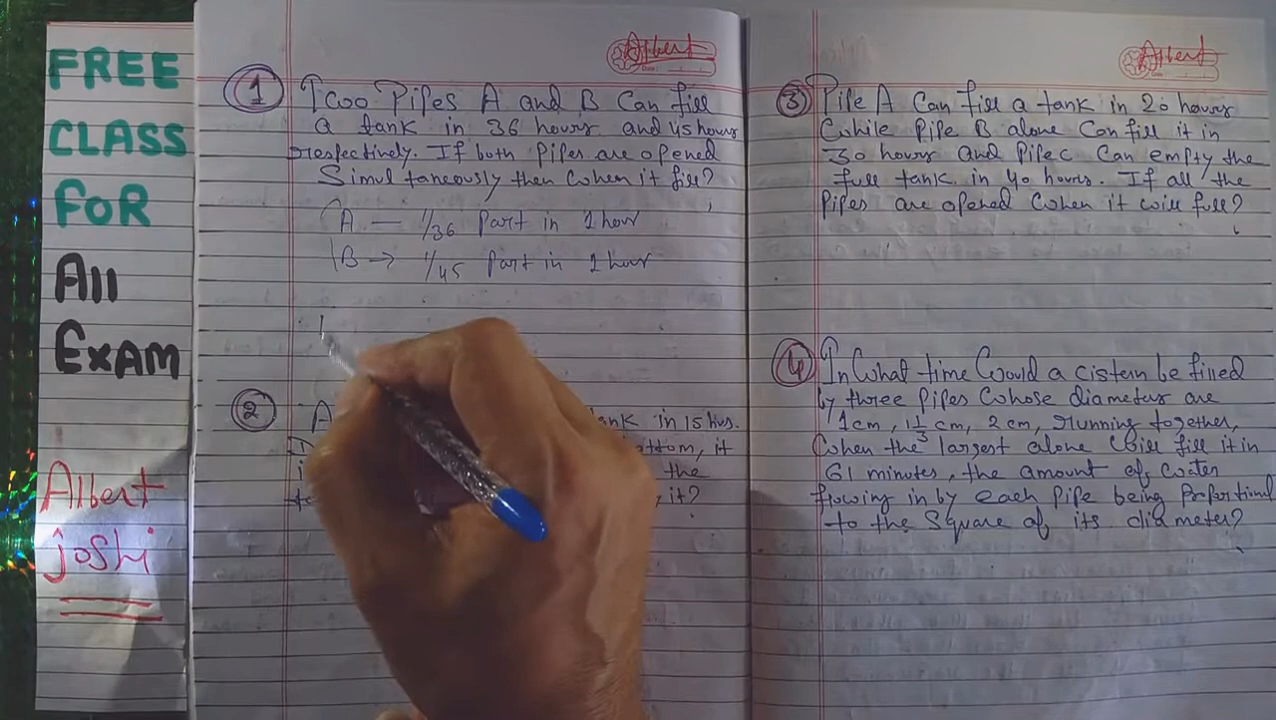 FREE
CLASS
FOR
All
ExAM
Albert
joshi
Albert
1 Two Pipes A and B Can fill
a tank in 36 hours and 45 hours
respectively. If both Pipes are opened
Simultaneously then when it fill?
A — 1/36 Part in 1 hour
B → 1/45 Part in 1 hour
2 A tank in 15 hrs.
bottom, it
the
it?
Albert
3 Pipe A Can fill a tank in 20 hours
while Pipe B alone Can fill it in
30 hours and Pipe C Can empty the
full tank in 40 hours. If all the
Pipes are opened when it will full?
4 In What time Would a cistern be filled
by three Pipes whose diameters are
1cm, 1 1/3 cm, 2 cm, running together,
when the largest alone will fill it in
61 minutes, the amount of water
flowing in by each Pipe being Proportional
to the Square of its diameter?